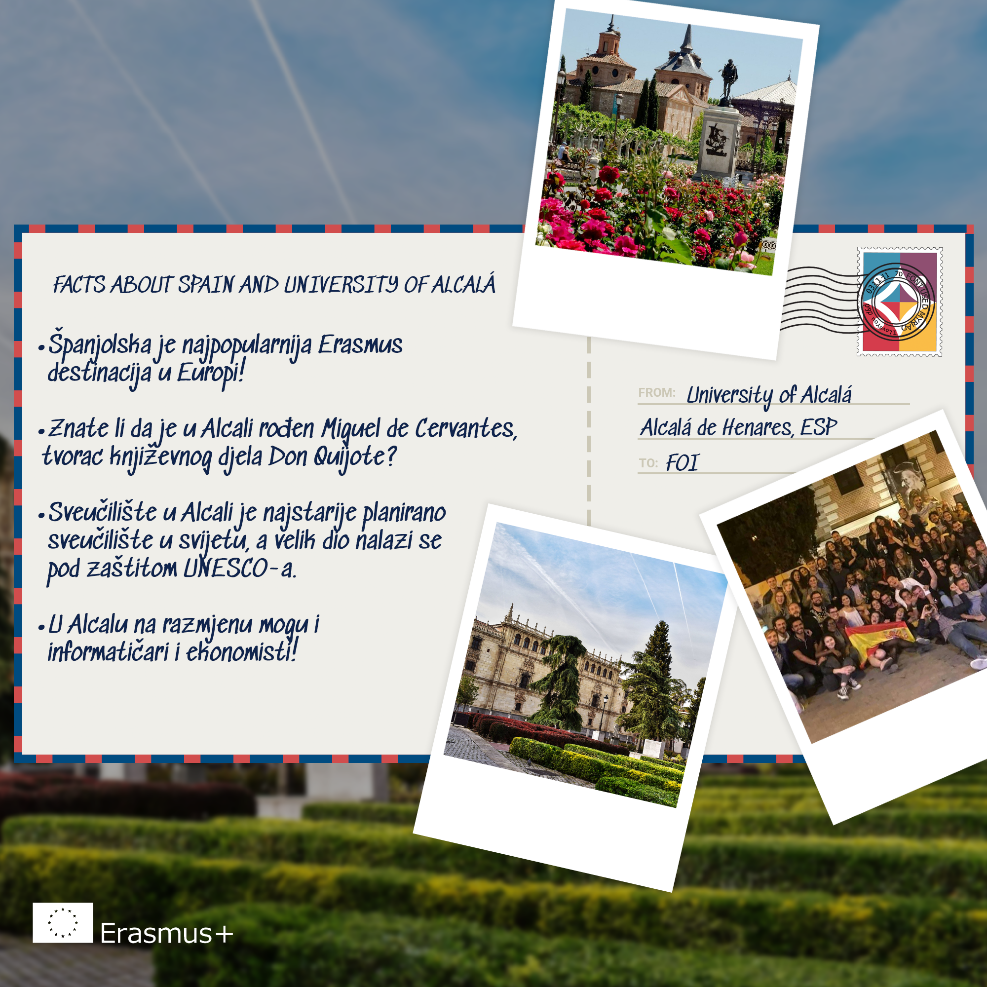 FACTS ABOUT SPAIN AND UNIVERSITY OF ALCALÁ
•Španjolska je najpopularnija Erasmus
destinacija u Europi!
•Znate li da je u Alcali rođen Miguel de Cervantes,
tvorac književnog djela Don Quijote?
•Sveučilište u Alcali je najstarije planirano
sveučilište u svijetu, a velik dio nalazi se
pod zaštitom UNESCO-a.
•U Alcalu na razmjenu mogu i
informatičari i ekonomisti!
FROM: University of Alcalá
Alcalá de Henares, ESP
TO: FOI
Erasmus+